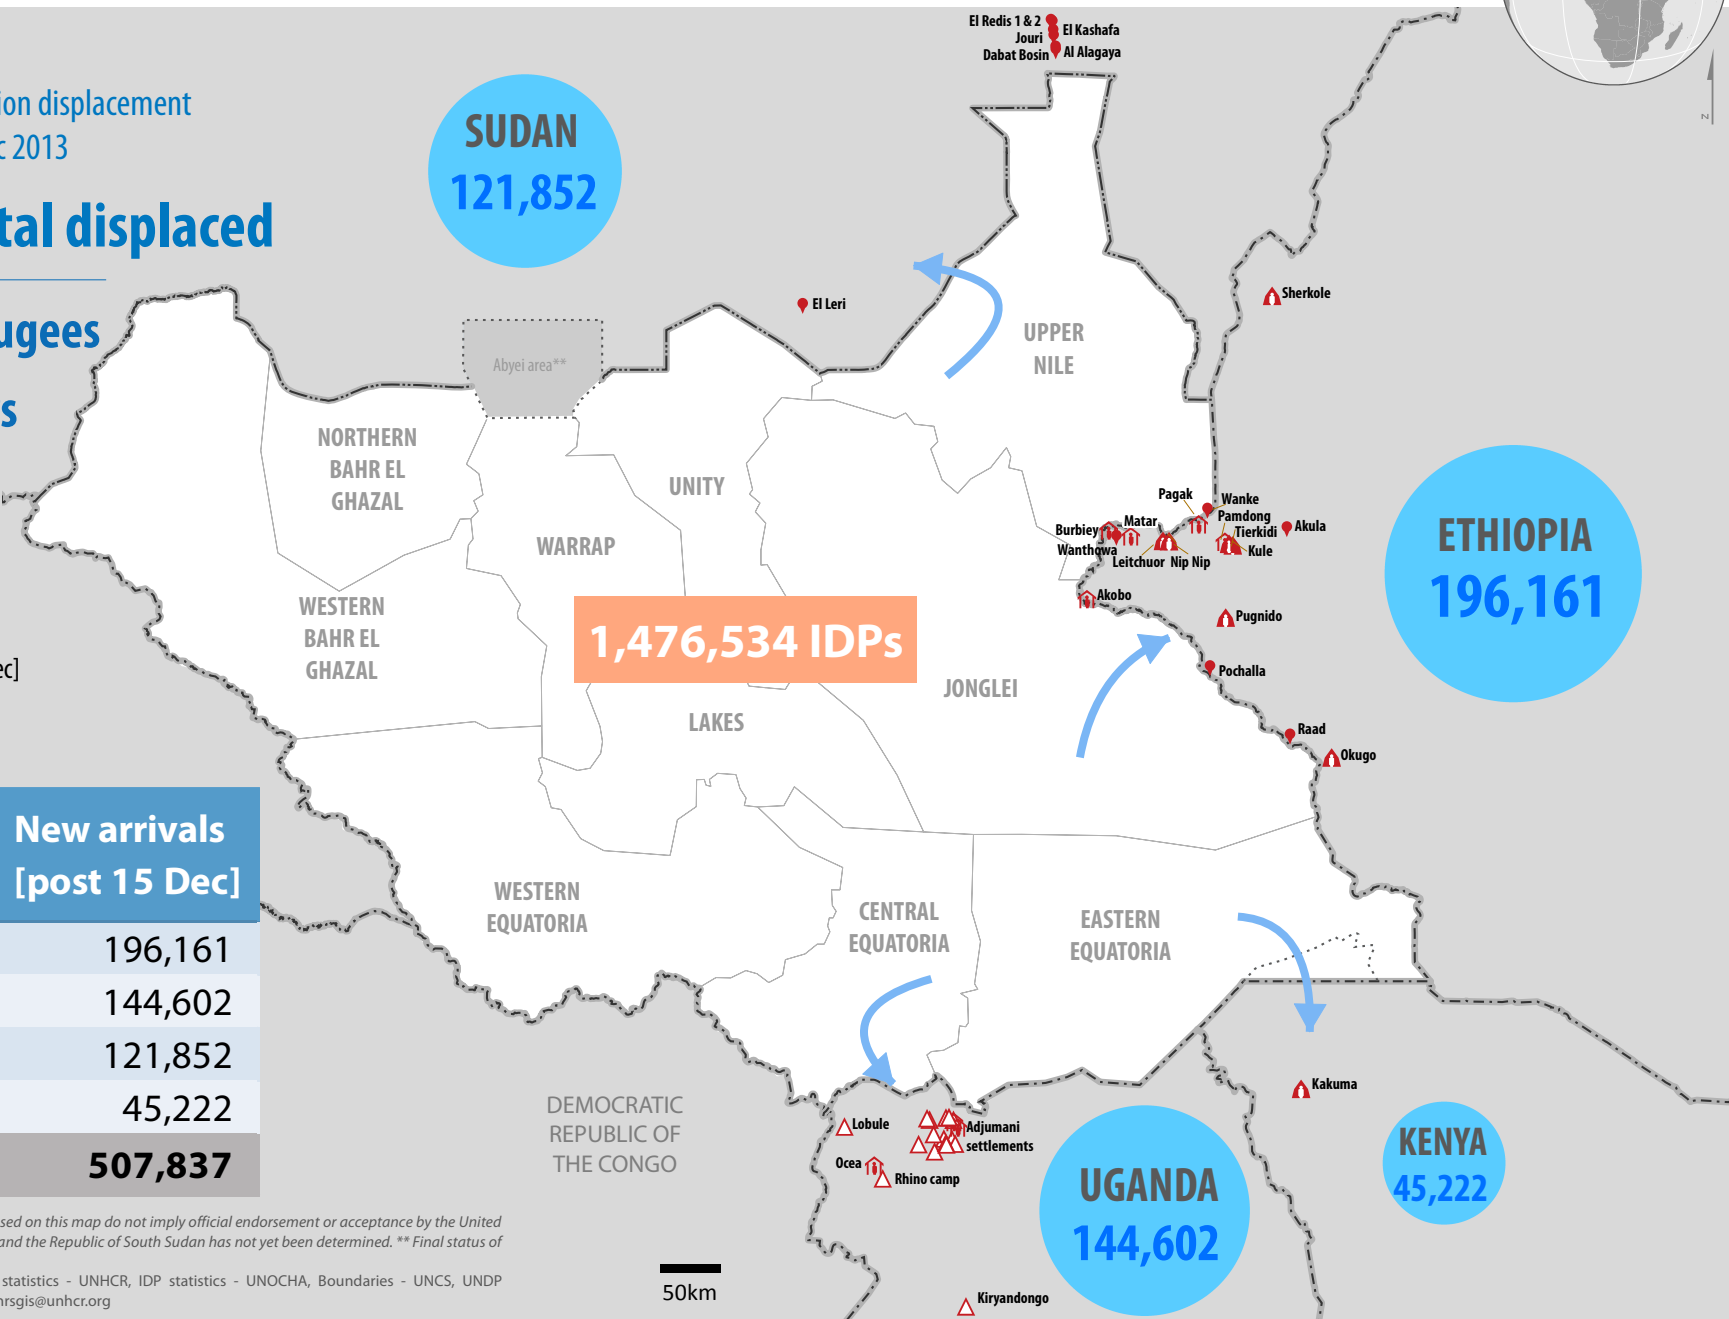 ion displacement
c 2013
tal displaced
ugees
s
ec]
New arrivals
[post 15 Dec]
196,161
144,602
121,852
45,222
507,837
sed on this map do not imply official endorsement or acceptance by the United
and the Republic of South Sudan has not yet been determined. ** Final status of
statistics - UNHCR, IDP statistics - UNOCHA, Boundaries - UNCS, UNDP
nrsgis@unhcr.org
SUDAN
121,852
El Redis 1 & 2
El Kashafa
Jouri
Dabat Bosin
Al Alagaya
N
El Leri
Sherkole
Abyei area**
UPPER
NILE
NORTHERN
BAHR EL
GHAZAL
UNITY
WARRAP
WESTERN
BAHR EL
GHAZAL
1,476,534 IDPs
JONGLEI
LAKES
Pagak
Wanke
Pamdong
Burbiey
Matar
Tierkidi
Akula
Wanthowa
Kule
Leitchuor
Nip Nip
Akobo
Pugnido
Pochalla
Raad
Okugo
ETHIOPIA
196,161
WESTERN
EQUATORIA
CENTRAL
EQUATORIA
EASTERN
EQUATORIA
DEMOCRATIC
REPUBLIC OF
THE CONGO
Lobule
Adjumani
settlements
Ocea
Rhino camp
Kakuma
UGANDA
144,602
KENYA
45,222
50km
Kiryandongo